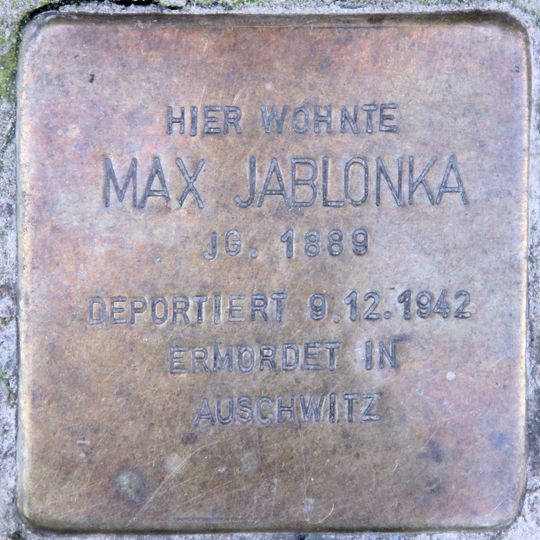 HIER WOHNTE
MAX JABLONKA
JG. 1889
DEPORTIERT 9.12.1942
ERMORDET IN
AUSCHWITZ